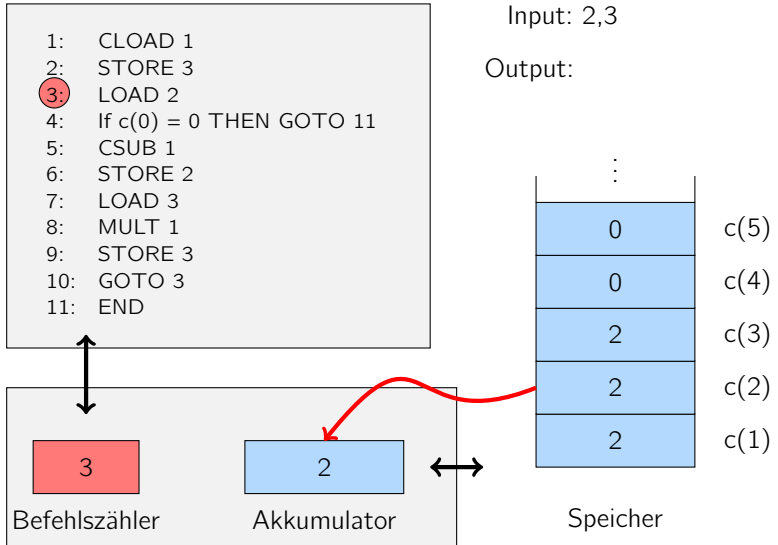 1: CLOAD 1
2: STORE 3
3: LOAD 2
4: If c(0) = 0 THEN GOTO 11
5: CSUB 1
6: STORE 2
7: LOAD 3
8: MULT 1
9: STORE 3
10: GOTO 3
11: END
Input: 2,3
Output:
⋮
0 c(5)
0 c(4)
2 c(3)
2 c(2)
2 c(1)
3
2
Befehlszähler
Akkumulator
Speicher